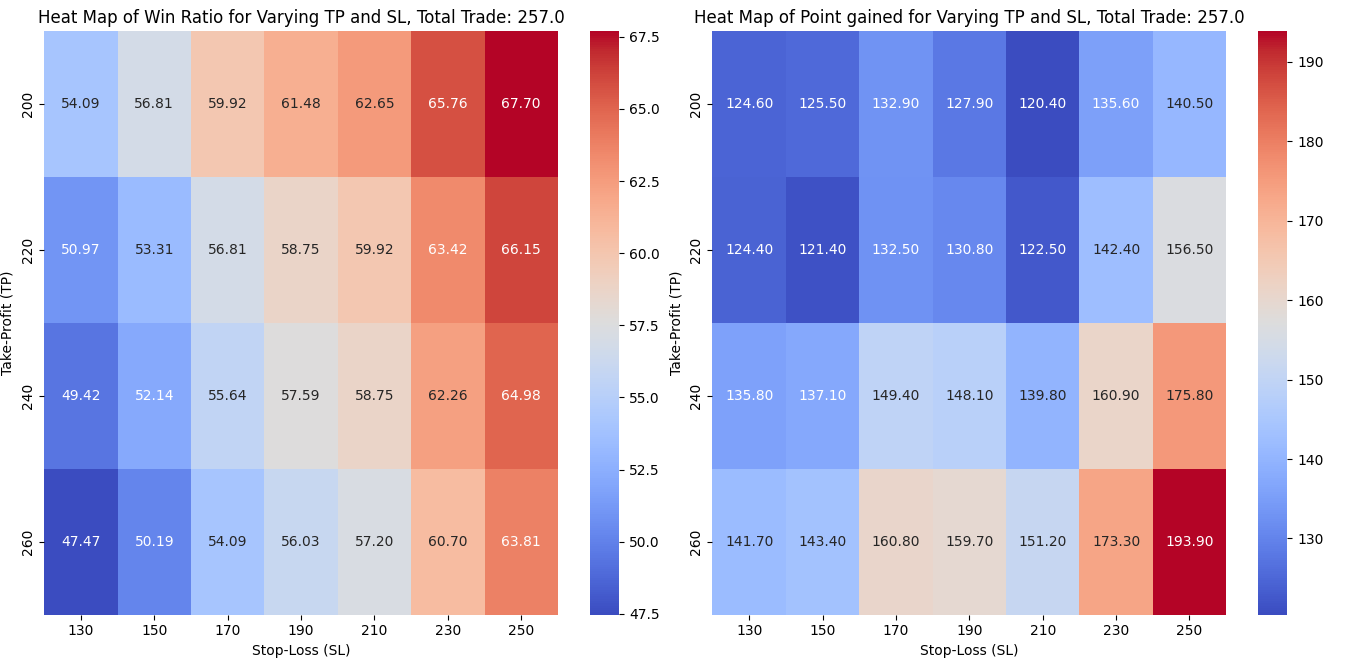 Heat Map of Win Ratio for Varying TP and SL, Total Trade: 257.0
Take-Profit (TP)
200 54.09 56.81 59.92 61.48 62.65 65.76 67.70
220 50.97 53.31 56.81 58.75 59.92 63.42 66.15
240 49.42 52.14 55.64 57.59 58.75 62.26 64.98
260 47.47 50.19 54.09 56.03 57.20 60.70 63.81
130 150 170 190 210 230 250
Stop-Loss (SL)
67.5
65.0
62.5
60.0
57.5
55.0
52.5
50.0
47.5
Heat Map of Point gained for Varying TP and SL, Total Trade: 257.0
Take-Profit (TP)
200 124.60 125.50 132.90 127.90 120.40 135.60 140.50
220 124.40 121.40 132.50 130.80 122.50 142.40 156.50
240 135.80 137.10 149.40 148.10 139.80 160.90 175.80
260 141.70 143.40 160.80 159.70 151.20 173.30 193.90
130 150 170 190 210 230 250
Stop-Loss (SL)
190
180
170
160
150
140
130